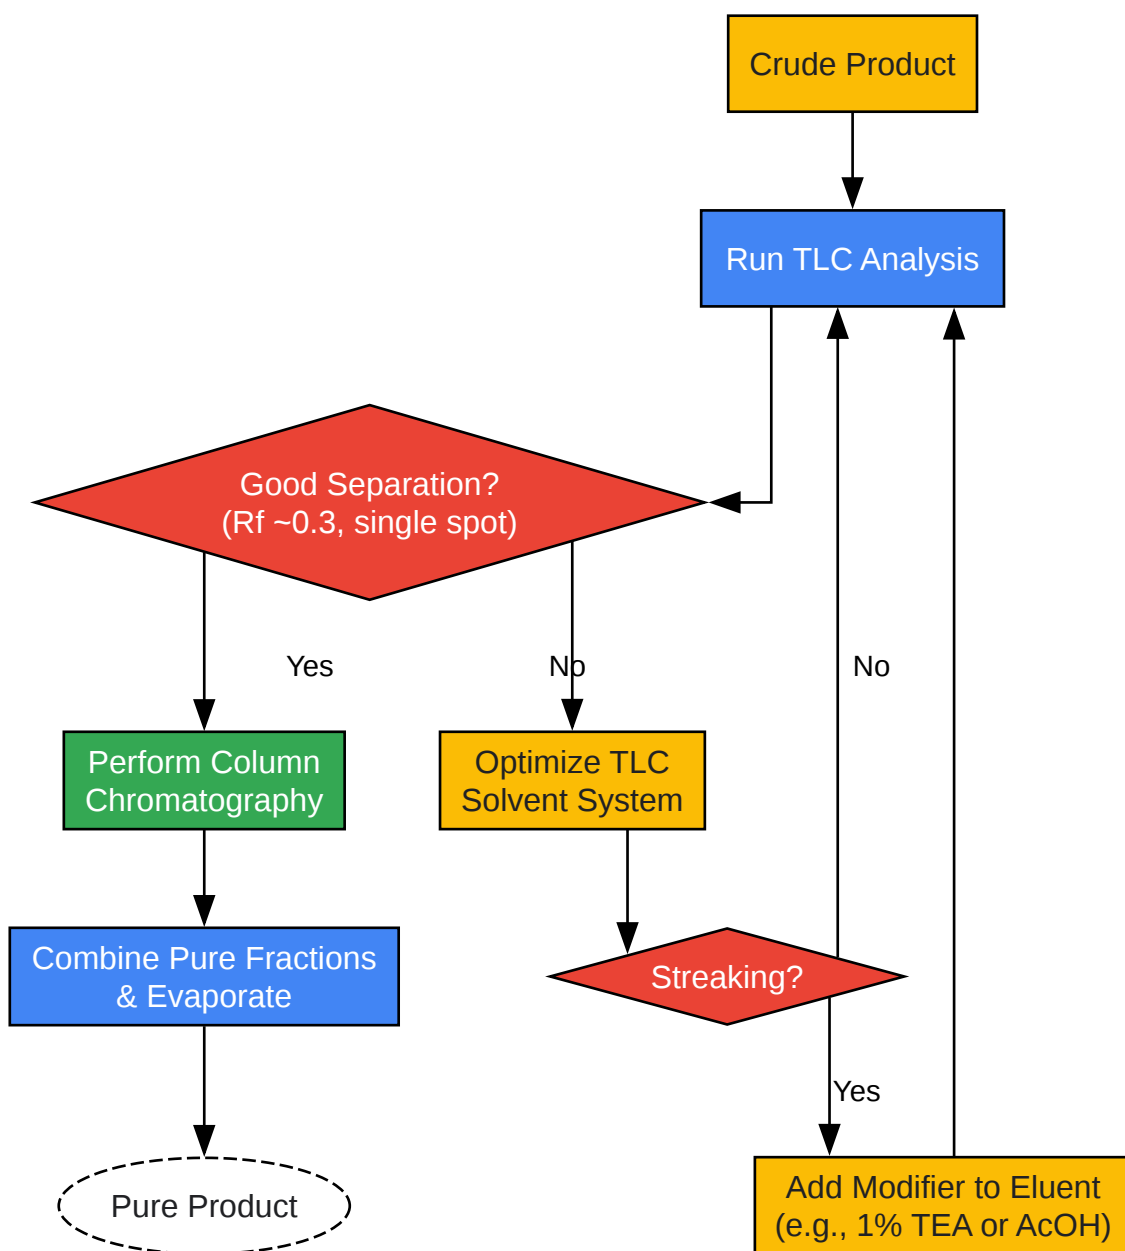 Crude Product
Run TLC Analysis
Good Separation?
(Rf ~0.3, single spot)
Yes
No
No
Perform Column
Chromatography
Optimize TLC
Solvent System
Combine Pure Fractions
& Evaporate
Streaking?
Yes
Pure Product
Add Modifier to Eluent
(e.g., 1% TEA or AcOH)